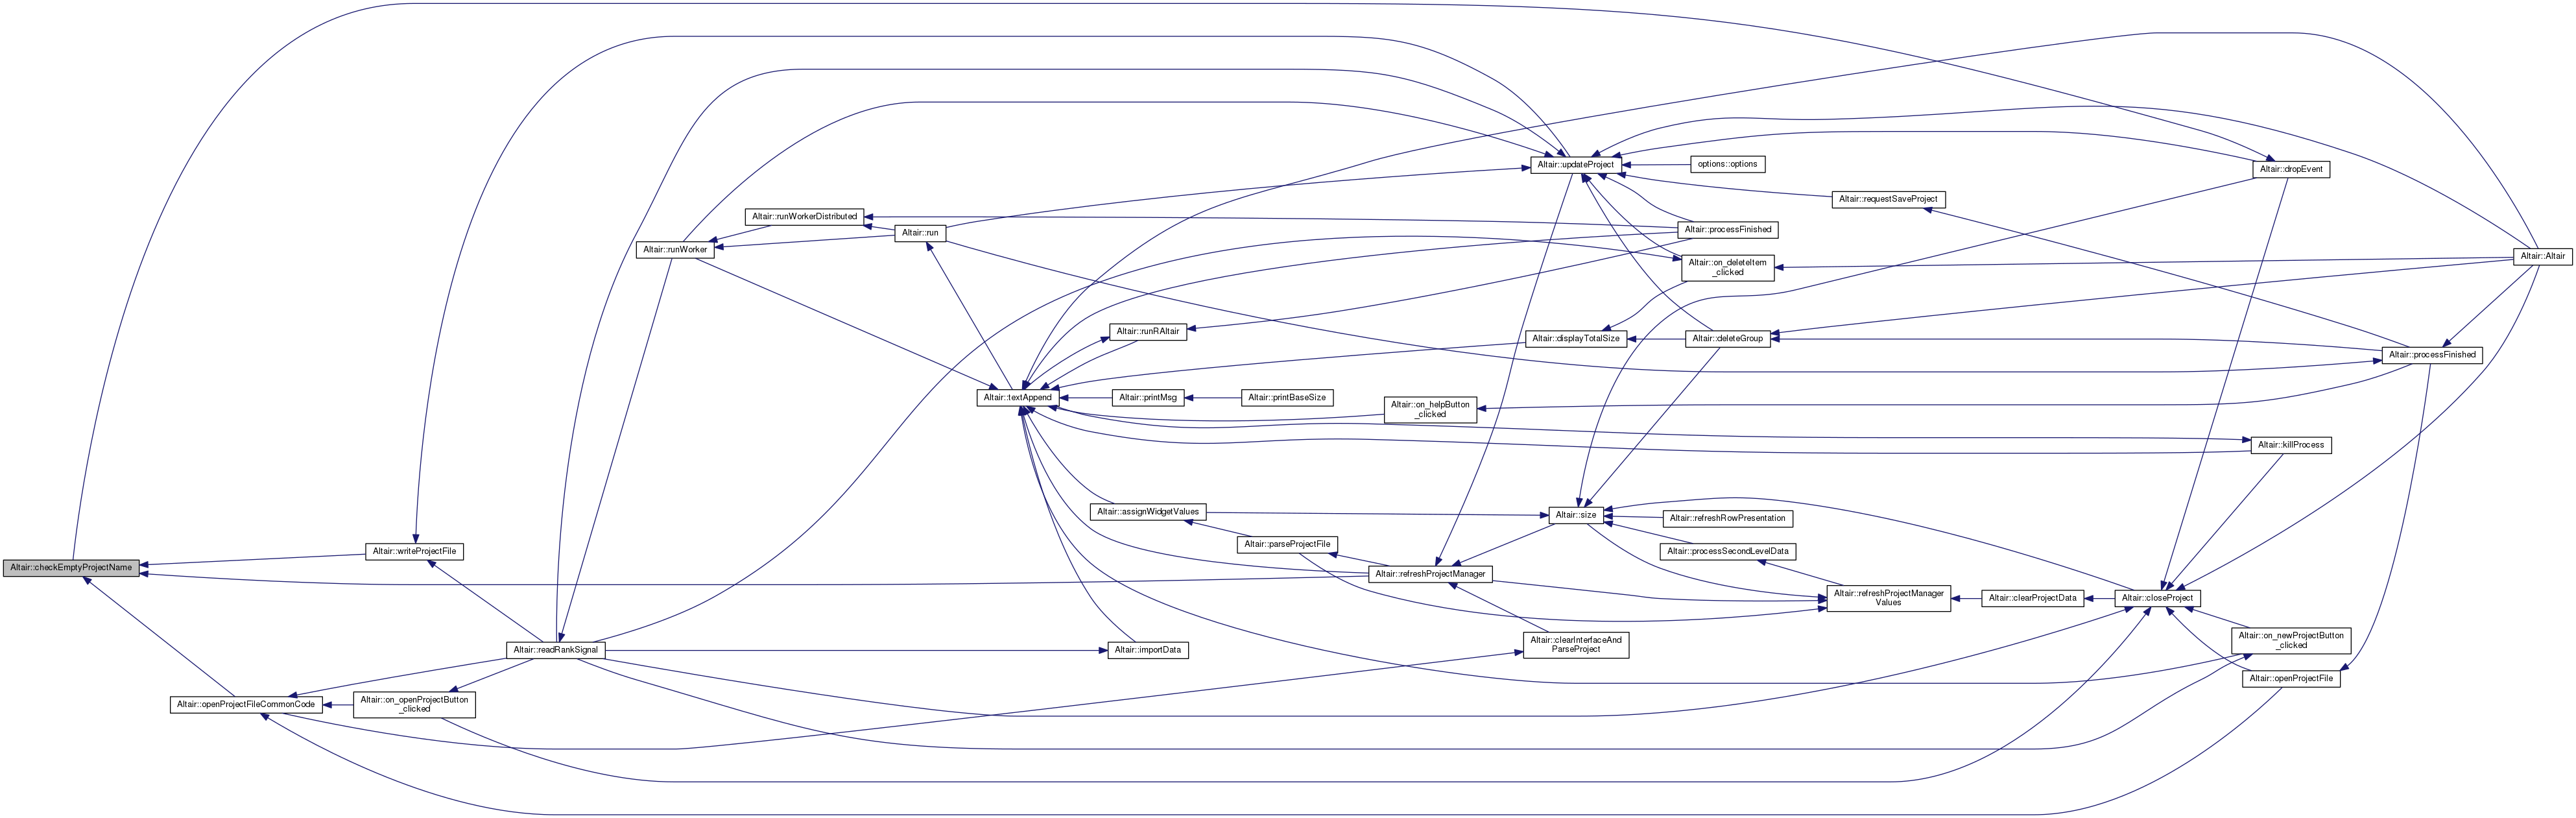 Altair::updateProject
options::options
Altair::dropEvent
Altair::requestSaveProject
Altair::runWorkerDistributed
Altair::run
Altair::processFinished
Altair::runWorker
Altair::Altair
Altair::on_deleteItem
_clicked
Altair::runRAltair
Altair::displayTotalSize
Altair::deleteGroup
Altair::processFinished
Altair::textAppend
Altair::printMsg
Altair::printBaseSize
Altair::on_helpButton
_clicked
Altair::killProcess
Altair::assignWidgetValues
Altair::size
Altair::refreshRowPresentation
Altair::parseProjectFile
Altair::writeProjectFile
Altair::processSecondLevelData
Altair::checkEmptyProjectName
Altair::refreshProjectManager
Altair::refreshProjectManager
Values
Altair::clearProjectData
Altair::closeProject
Altair::clearInterfaceAnd
ParseProject
Altair::on_newProjectButton
_clicked
Altair::readRankSignal
Altair::importData
Altair::openProjectFile
Altair::openProjectFileCommonCode
Altair::on_openProjectButton
_clicked